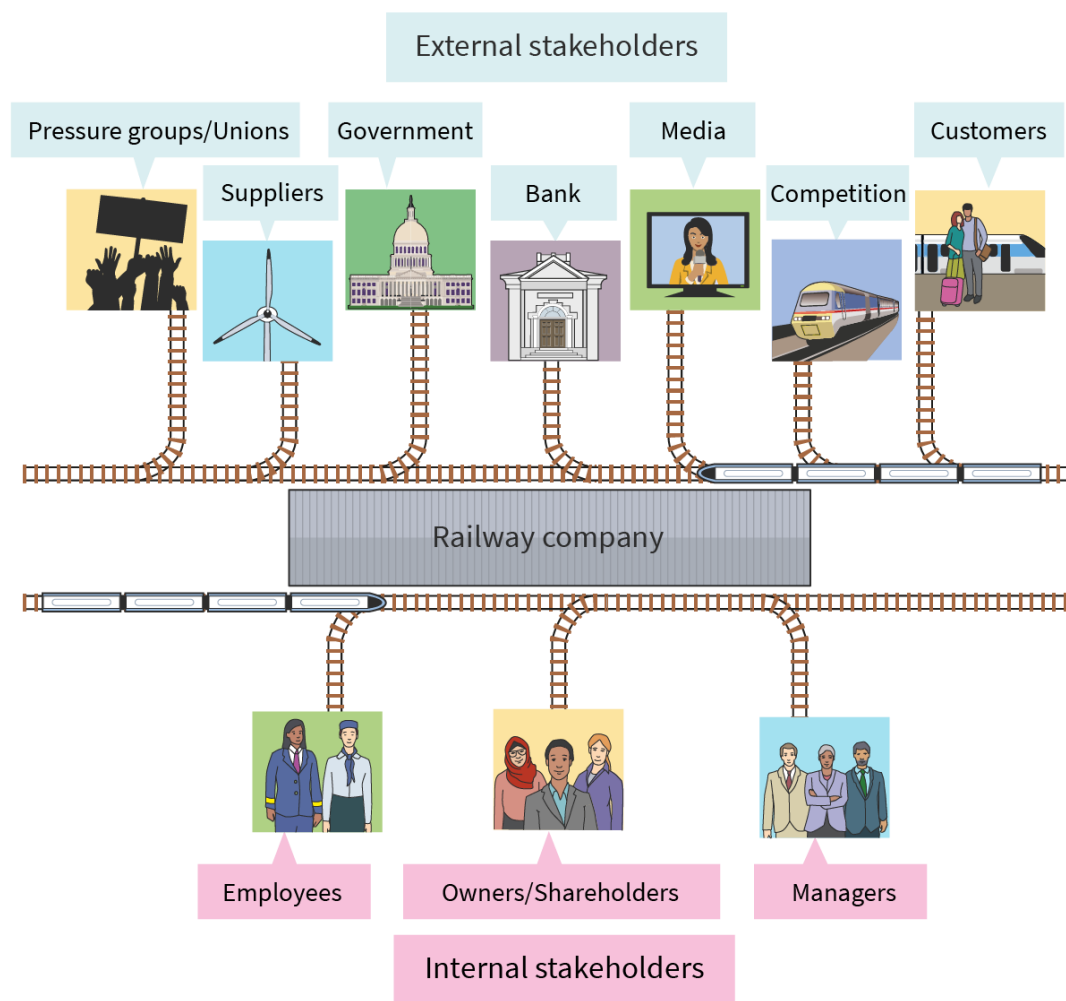 External stakeholders
Pressure groups/Unions
Government
Media
Customers
Suppliers
Bank
Competition
Railway company
Employees
Owners/Shareholders
Managers
Internal stakeholders